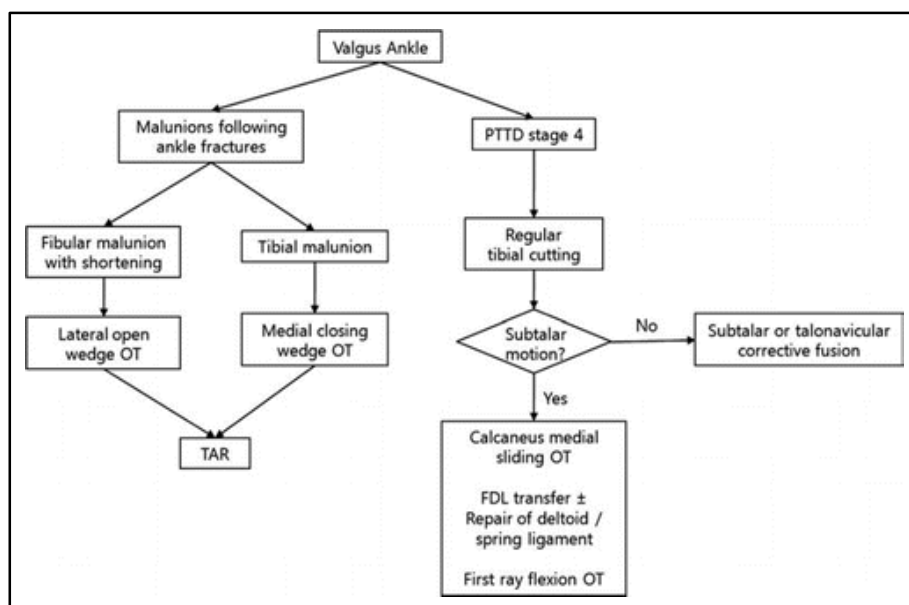 Valgus Ankle
Malunions following
ankle fractures
PTTD stage 4
Fibular malunion
with shortening
Tibial malunion
Regular
tibial cutting
Lateral open
wedge OT
Medial closing
wedge OT
Subtalar
motion?
No
Subtalar or talonavicular
corrective fusion
Yes
TAR
Calcaneus medial
sliding OT
FDL transfer ±
Repair of deltoid /
spring ligament
First ray flexion OT